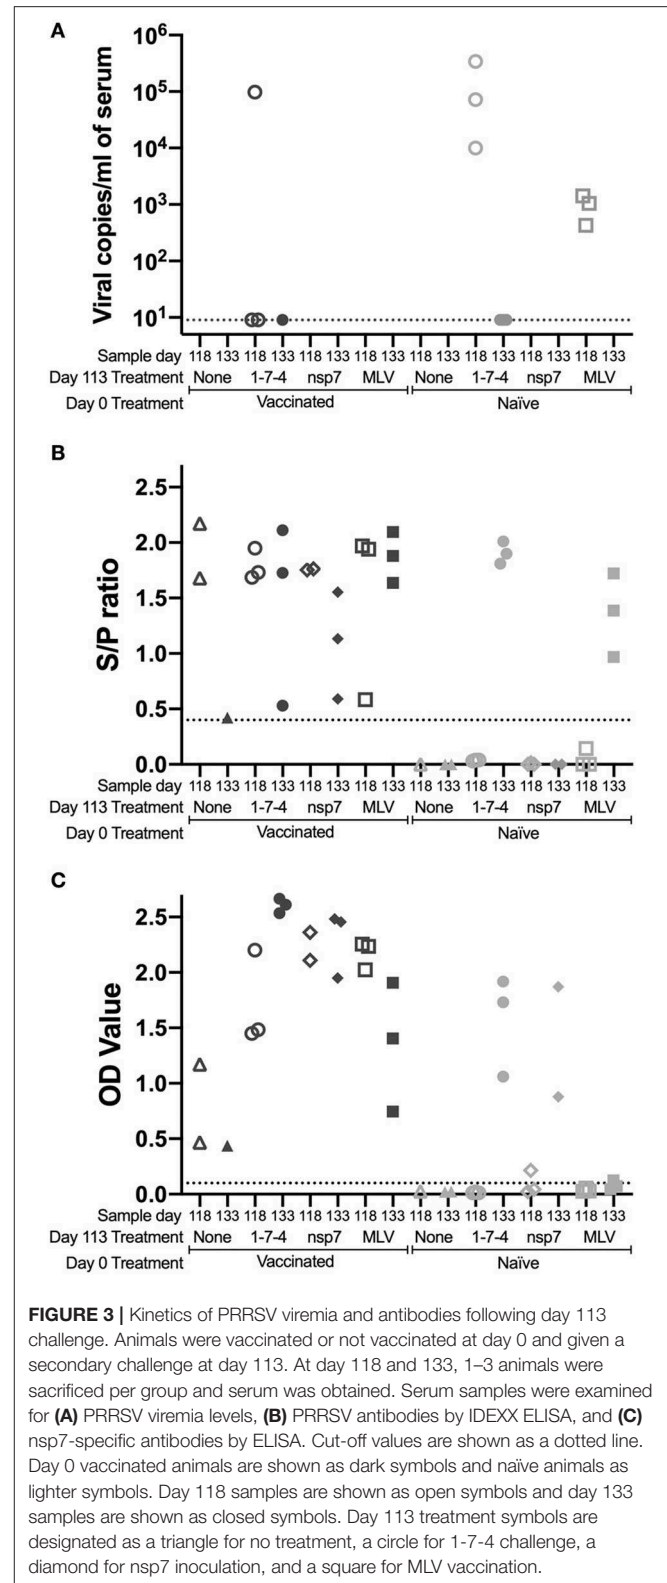 A
10⁶
10⁵
10⁴
10³
10²
10¹
Viral copies/ml of serum
Sample day 118 133 118 133 118 133 118 133 118 133 118 133 118 133 118 133
Day 113 Treatment None 1-7-4 nsp7 MLV None 1-7-4 nsp7 MLV
Day 0 Treatment Vaccinated Naïve
B
2.5
2.0
1.5
1.0
0.5
0.0
S/P ratio
Sample day 118 133 118 133 118 133 118 133 118 133 118 133 118 133 118 133
Day 113 Treatment None 1-7-4 nsp7 MLV None 1-7-4 nsp7 MLV
Day 0 Treatment Vaccinated Naïve
C
2.5
2.0
1.5
1.0
0.5
0.0
OD Value
Sample day 118 133 118 133 118 133 118 133 118 133 118 133 118 133 118 133
Day 113 Treatment None 1-7-4 nsp7 MLV None 1-7-4 nsp7 MLV
Day 0 Treatment Vaccinated Naïve
FIGURE 3 | Kinetics of PRRSV viremia and antibodies following day 113
challenge. Animals were vaccinated or not vaccinated at day 0 and given a
secondary challenge at day 113. At day 118 and 133, 1–3 animals were
sacrificed per group and serum was obtained. Serum samples were examined
for (A) PRRSV viremia levels, (B) PRRSV antibodies by IDEXX ELISA, and (C)
nsp7-specific antibodies by ELISA. Cut-off values are shown as a dotted line.
Day 0 vaccinated animals are shown as dark symbols and naïve animals as
lighter symbols. Day 118 samples are shown as open symbols and day 133
samples are shown as closed symbols. Day 113 treatment symbols are
designated as a triangle for no treatment, a circle for 1-7-4 challenge, a
diamond for nsp7 inoculation, and a square for MLV vaccination.